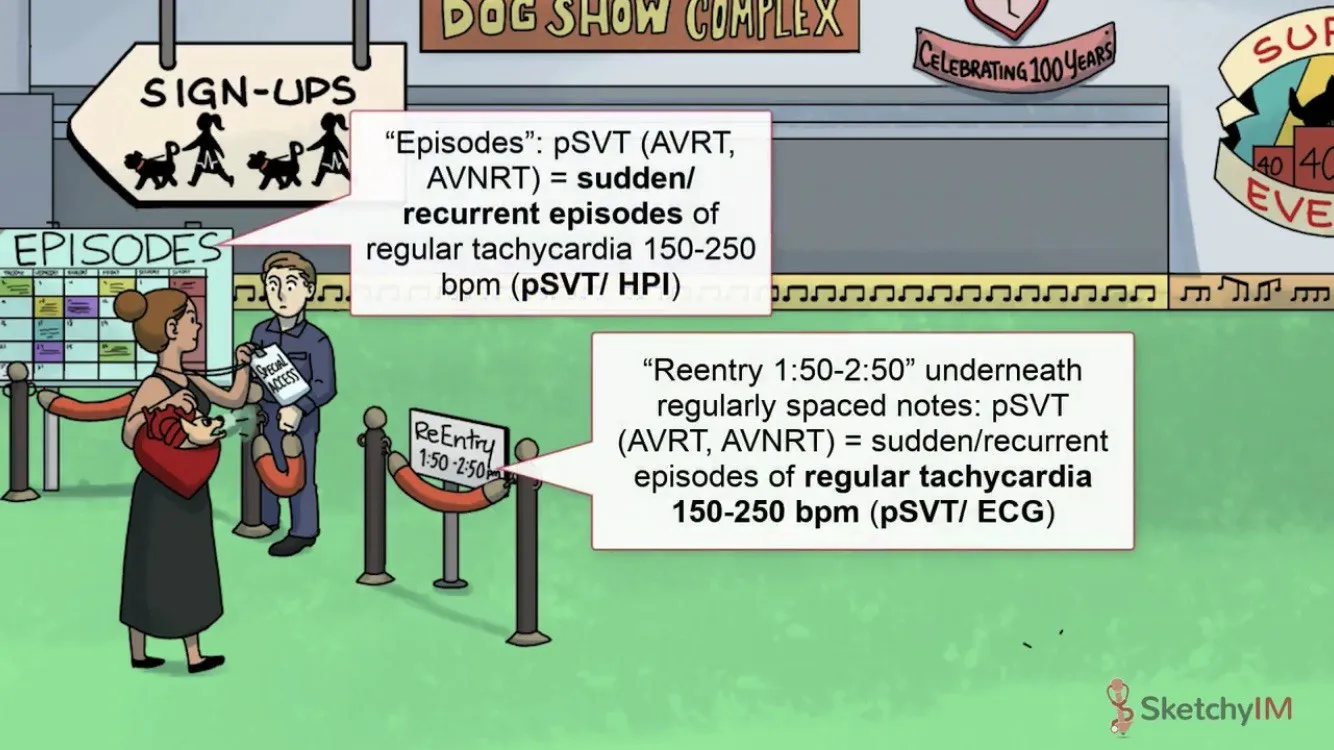 DOG SHOW COMPLEX
CELEBRATING 100 YEARS
SIGN-UPS
“Episodes”: pSVT (AVRT,
AVNRT) = sudden/
recurrent episodes of
regular tachycardia 150-250
bpm (pSVT/ HPI)
40
EPISODES
SPECIAL
ACCESS
ReEntry
1:50-2:50pm
“Reentry 1:50-2:50” underneath
regularly spaced notes: pSVT
(AVRT, AVNRT) = sudden/recurrent
episodes of regular tachycardia
150-250 bpm (pSVT/ ECG)
SketchyIM